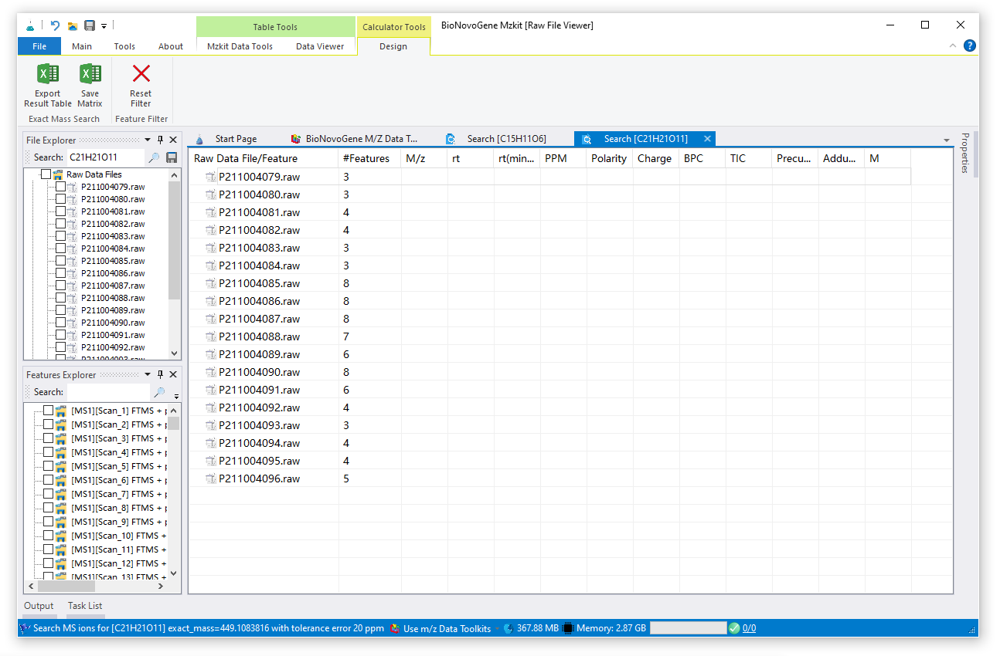 Table Tools
Calculator Tools
BioNovoGene Mzkit [Raw File Viewer]
File
Main
Tools
About
Mzkit Data Tools
Data Viewer
Design
Export Result Table
Save Matrix
Reset Filter
Exact Mass Search
Feature Filter
File Explorer
Search: C21H21O11
Raw Data Files
P211004079.raw
P211004080.raw
P211004081.raw
P211004082.raw
P211004083.raw
P211004084.raw
P211004085.raw
P211004086.raw
P211004087.raw
P211004088.raw
P211004089.raw
P211004090.raw
P211004091.raw
P211004092.raw
P211004093.raw
Features Explorer
Search:
[MS1][Scan_1] FTMS + p
[MS1][Scan_2] FTMS + p
[MS1][Scan_3] FTMS + p
[MS1][Scan_4] FTMS + p
[MS1][Scan_5] FTMS + p
[MS1][Scan_6] FTMS + p
[MS1][Scan_7] FTMS + p
[MS1][Scan_8] FTMS + p
[MS1][Scan_9] FTMS + p
[MS1][Scan_10] FTMS +
[MS1][Scan_11] FTMS +
[MS1][Scan_12] FTMS +
[MS1][Scan_13] FTMS +
Start Page
BioNovoGene M/Z Data T...
Search [C15H11O6]
Search [C21H21O11]
Raw Data File/Feature #Features M/z rt rt(min... PPM Polarity Charge BPC TIC Precu... Addu... M
P211004079.raw 3
P211004080.raw 3
P211004081.raw 4
P211004082.raw 4
P211004083.raw 3
P211004084.raw 3
P211004085.raw 8
P211004086.raw 8
P211004087.raw 8
P211004088.raw 7
P211004089.raw 6
P211004090.raw 8
P211004091.raw 6
P211004092.raw 4
P211004093.raw 3
P211004094.raw 4
P211004095.raw 4
P211004096.raw 5
Properties
Output
Task List
Search MS ions for [C21H21O11] exact_mass=449.1083816 with tolerance error 20 ppm
Use m/z Data Toolkits
367.88 MB
Memory: 2.87 GB
0/0